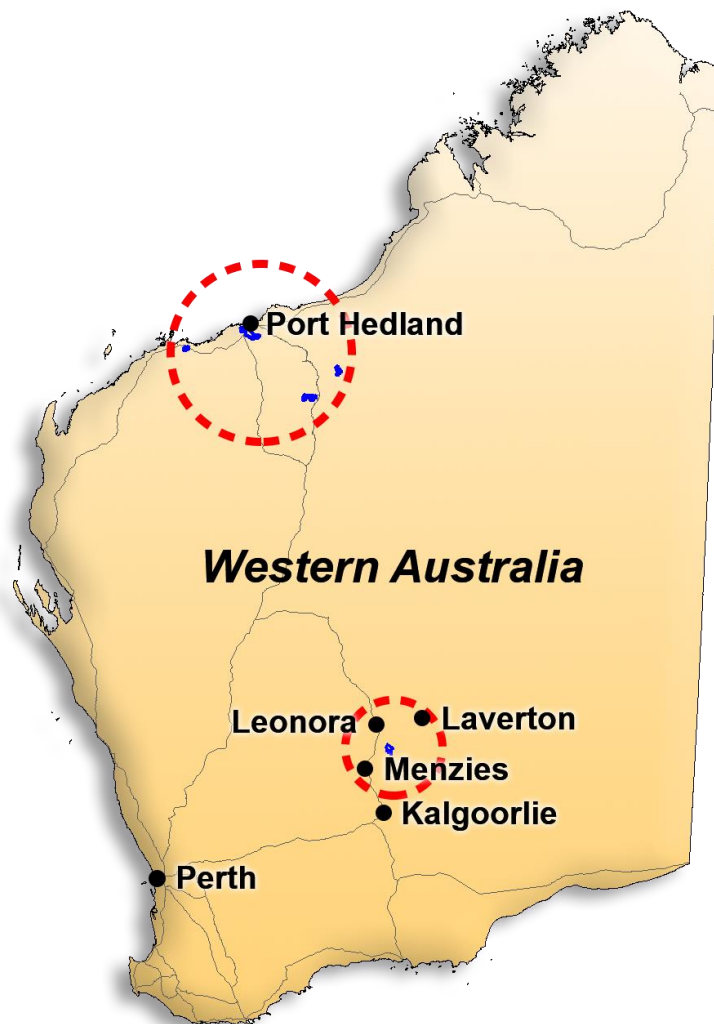 Port Hedland
Western Australia
Leonora
Laverton
Menzies
Kalgoorlie
Perth